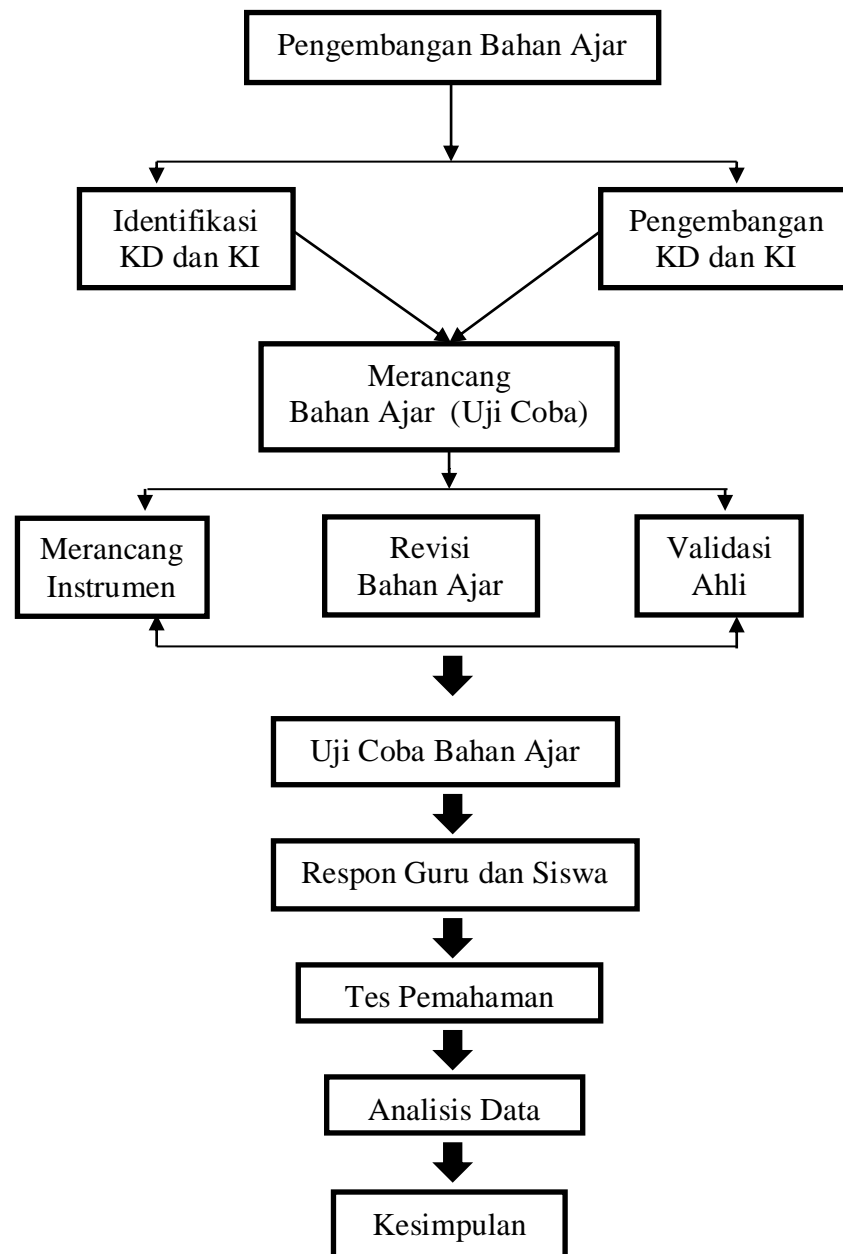 Pengembangan Bahan Ajar
Identifikasi
KD dan KI
Pengembangan
KD dan KI
Merancang
Bahan Ajar (Uji Coba)
Merancang
Instrumen
Revisi
Bahan Ajar
Validasi
Ahli
Uji Coba Bahan Ajar
Respon Guru dan Siswa
Tes Pemahaman
Analisis Data
Kesimpulan